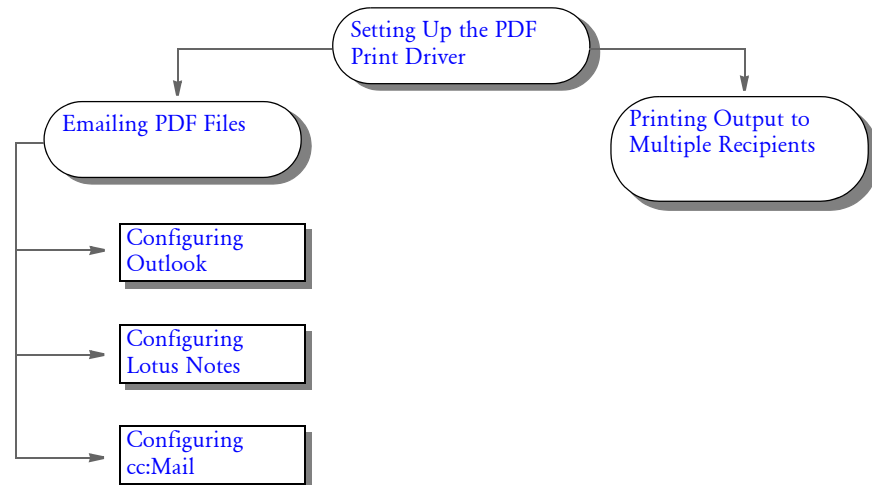 Setting Up the PDF
Print Driver
Emailing PDF Files
Printing Output to
Multiple Recipients
Configuring
Outlook
Configuring
Lotus Notes
Configuring
cc:Mail